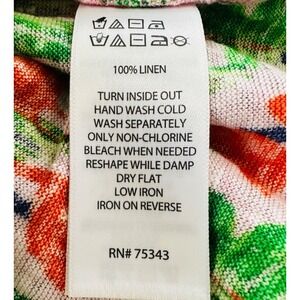 100% LINEN
TURN INSIDE OUT
HAND WASH COLD
WASH SEPARATELY
ONLY NON-CHLORINE
BLEACH WHEN NEEDED
RESHAPE WHILE DAMP
DRY FLAT
LOW IRON
IRON ON REVERSE
RN# 75343